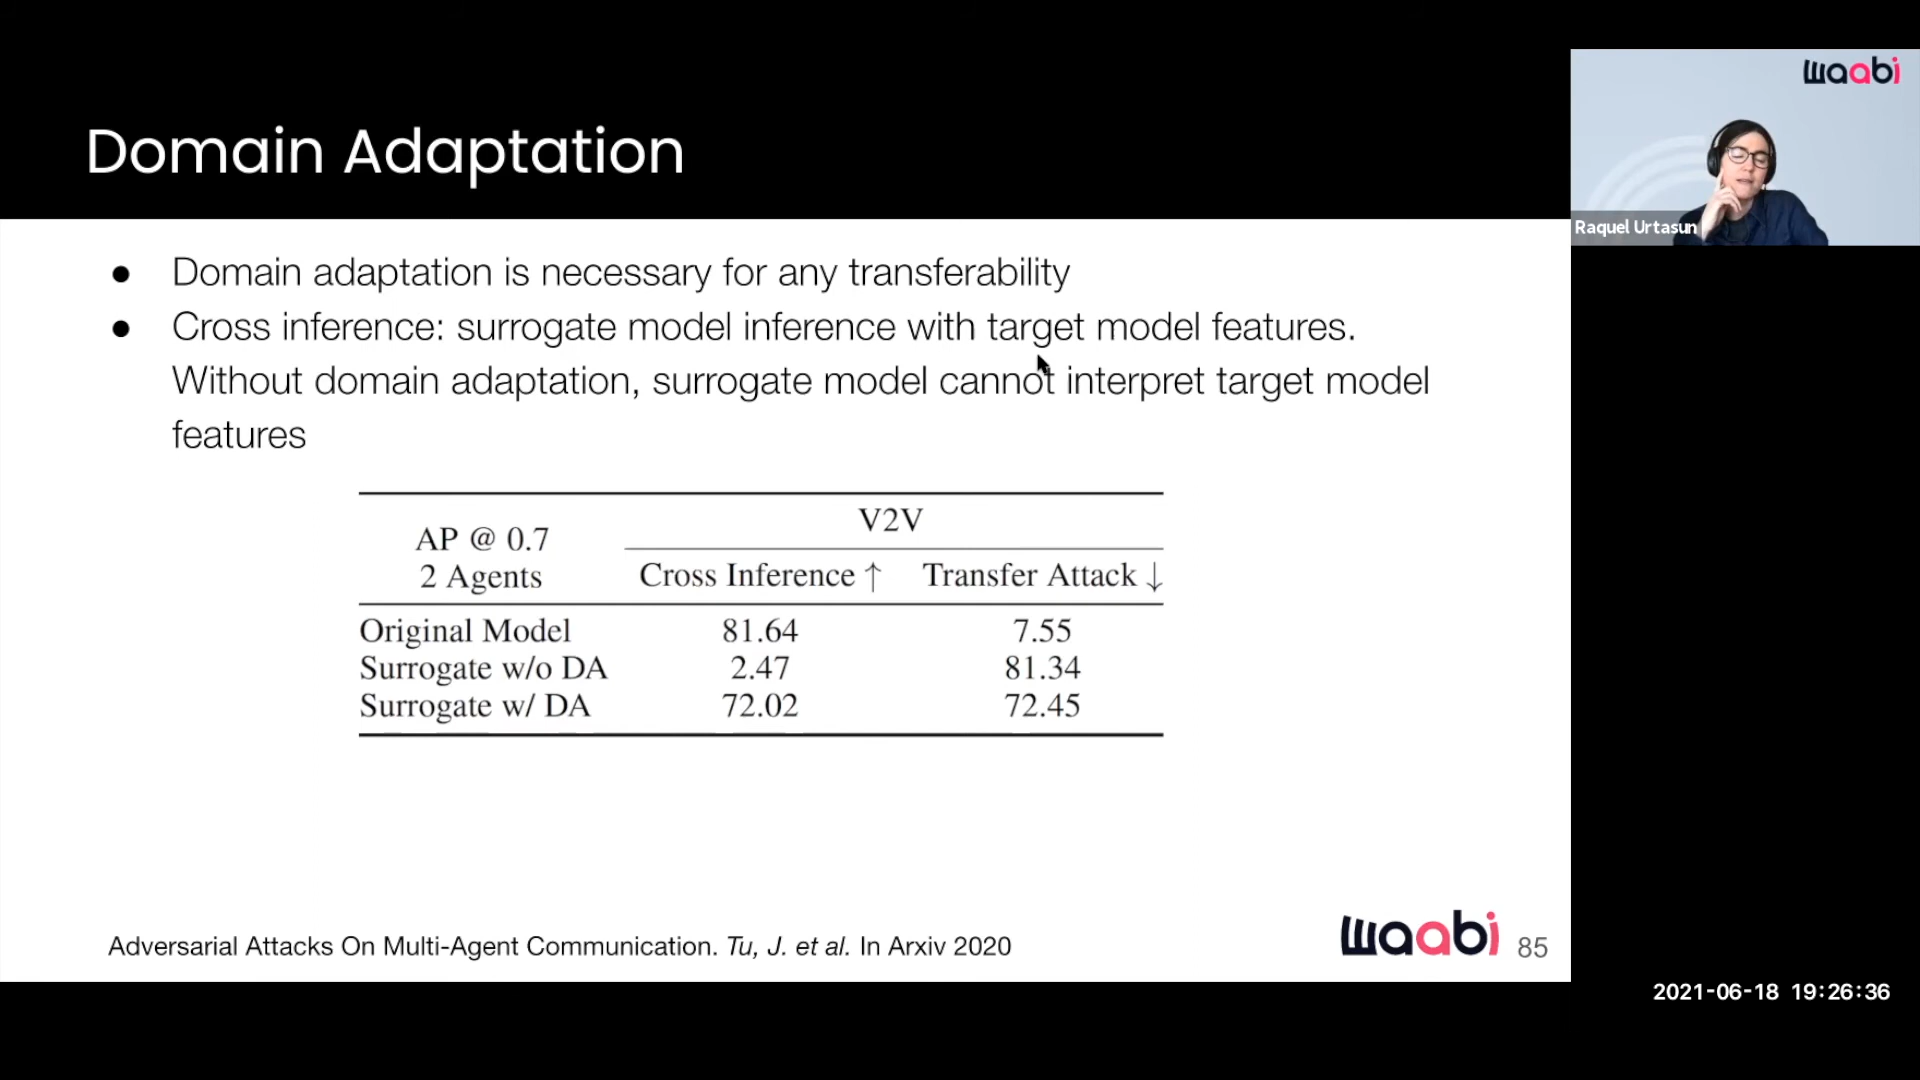 waabi
Domain Adaptation
Raquel Urtasun
● Domain adaptation is necessary for any transferability
● Cross inference: surrogate model inference with target model features.
Without domain adaptation, surrogate model cannot interpret target model
features
V2V
AP @ 0.7
2 Agents
Cross Inference ↑ Transfer Attack ↓
Original Model 81.64 7.55
Surrogate w/o DA 2.47 81.34
Surrogate w/ DA 72.02 72.45
Adversarial Attacks On Multi-Agent Communication. Tu, J. et al. In Arxiv 2020
waabi 85
2021-06-18 19:26:36